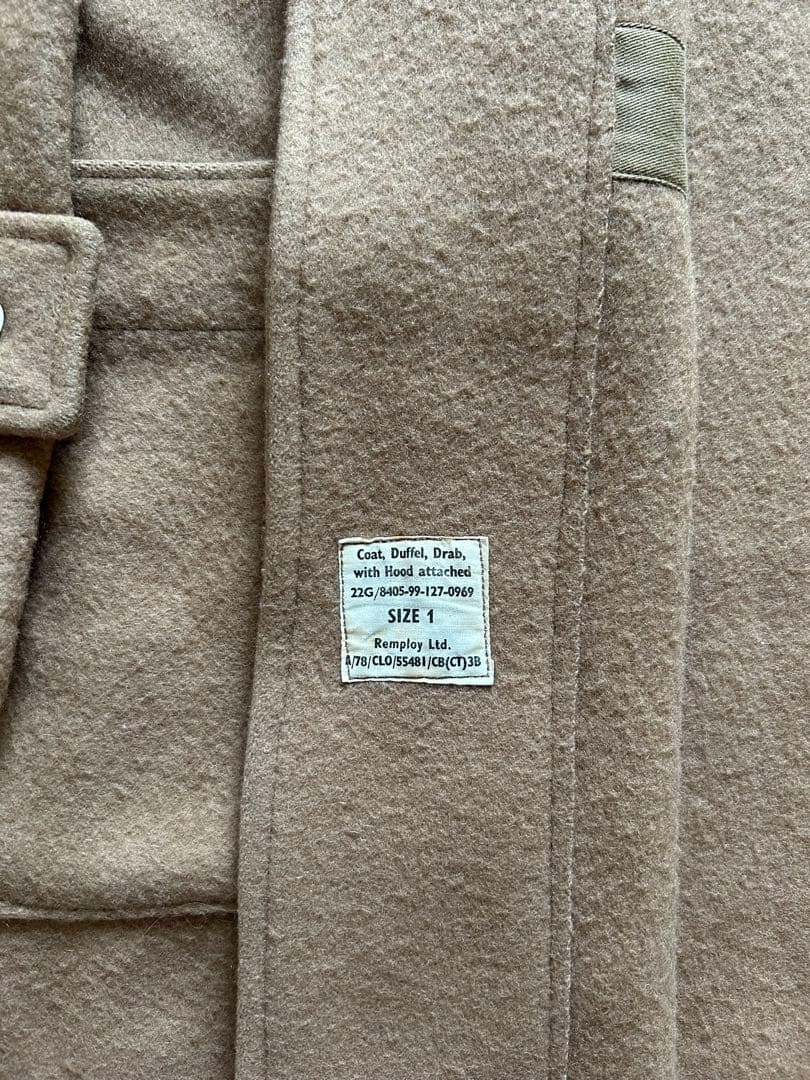 Coat, Duffel, Drab,
with Hood attached
22G/8405-99-127-0969
SIZE 1
Remploy Ltd.
A/78/CLO/55481/CB(CT)3B